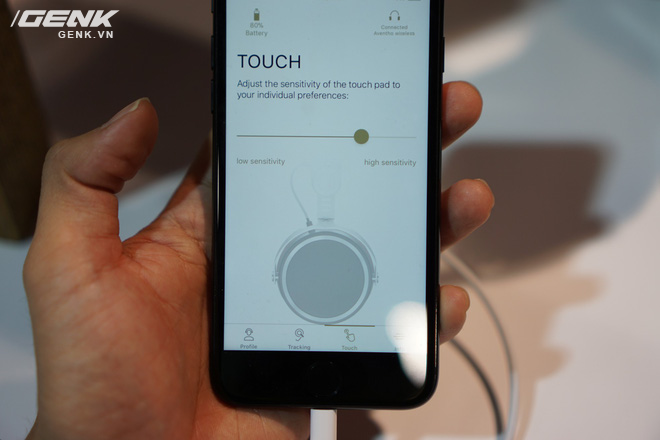 GENK
GENK.VN
80%
Battery
Connected
Aventho wireless
TOUCH
Adjust the sensitivity of the touch pad to
your individual preferences:
low sensitivity
high sensitivity
Profile
Tracking
Touch